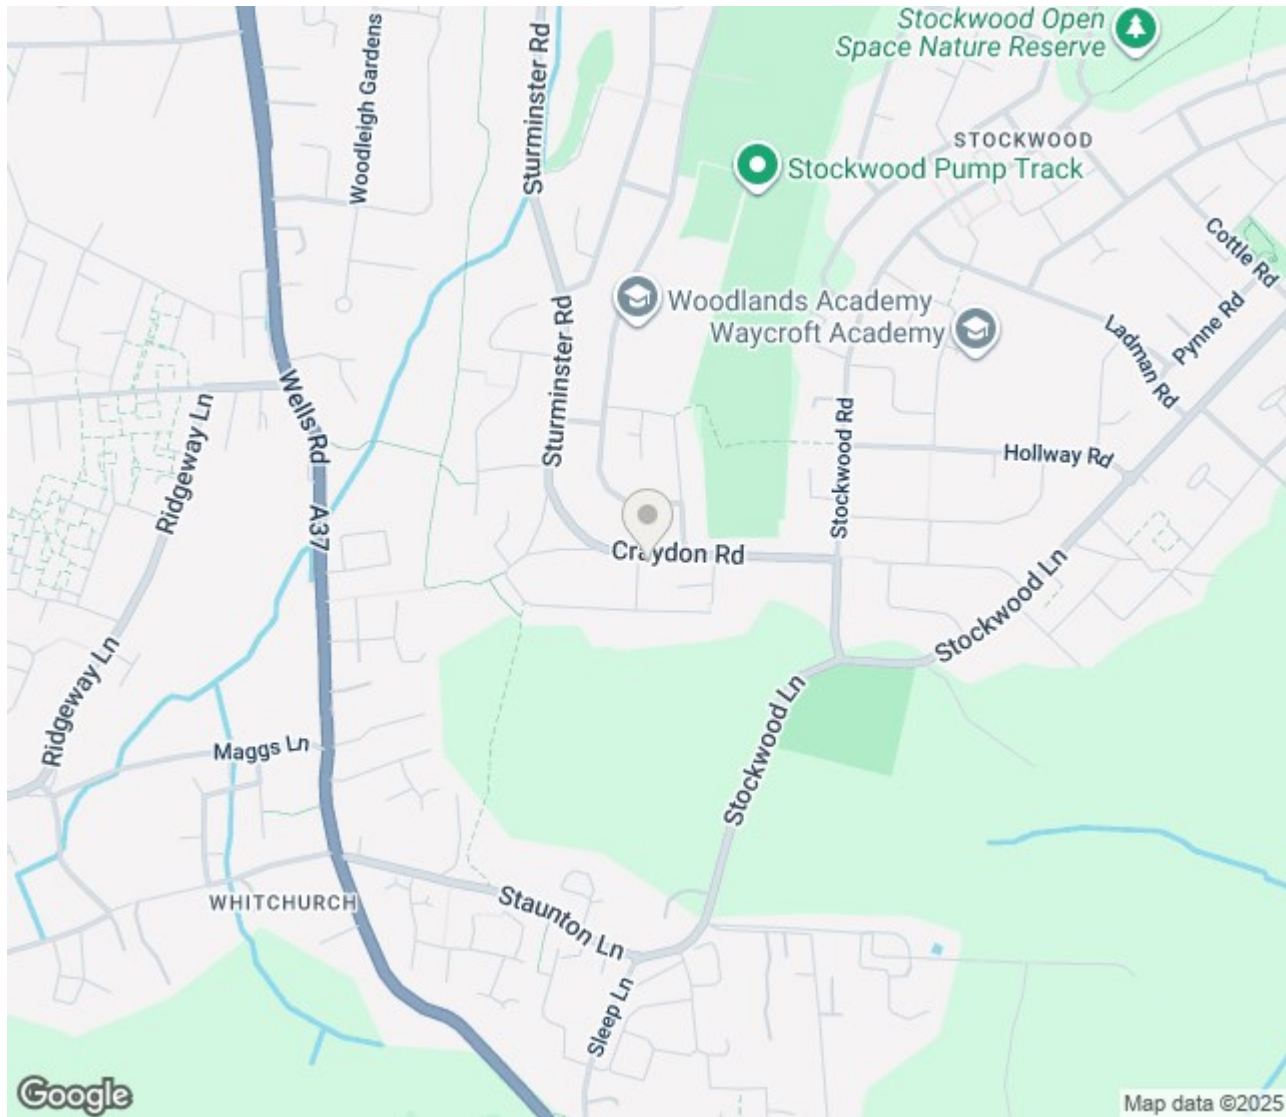 Stockwood Open
Space Nature Reserve
Woodleigh Gardens
Sturminster Rd
STOCKWOOD
Stockwood Pump Track
Cottle Rd
Pynne Rd
Woodlands Academy
Waycroft Academy
Ladman Rd
Sturminster Rd
Wells Rd
Ridgeway Ln
Stockwood Rd
Hollway Rd
A37
Craydon Rd
Stockwood Ln
Ridgeway Ln
Maggs Ln
Stockwood Ln
WHITCHURCH
Staunton Ln
Sleep Ln
Google
Map data ©2025